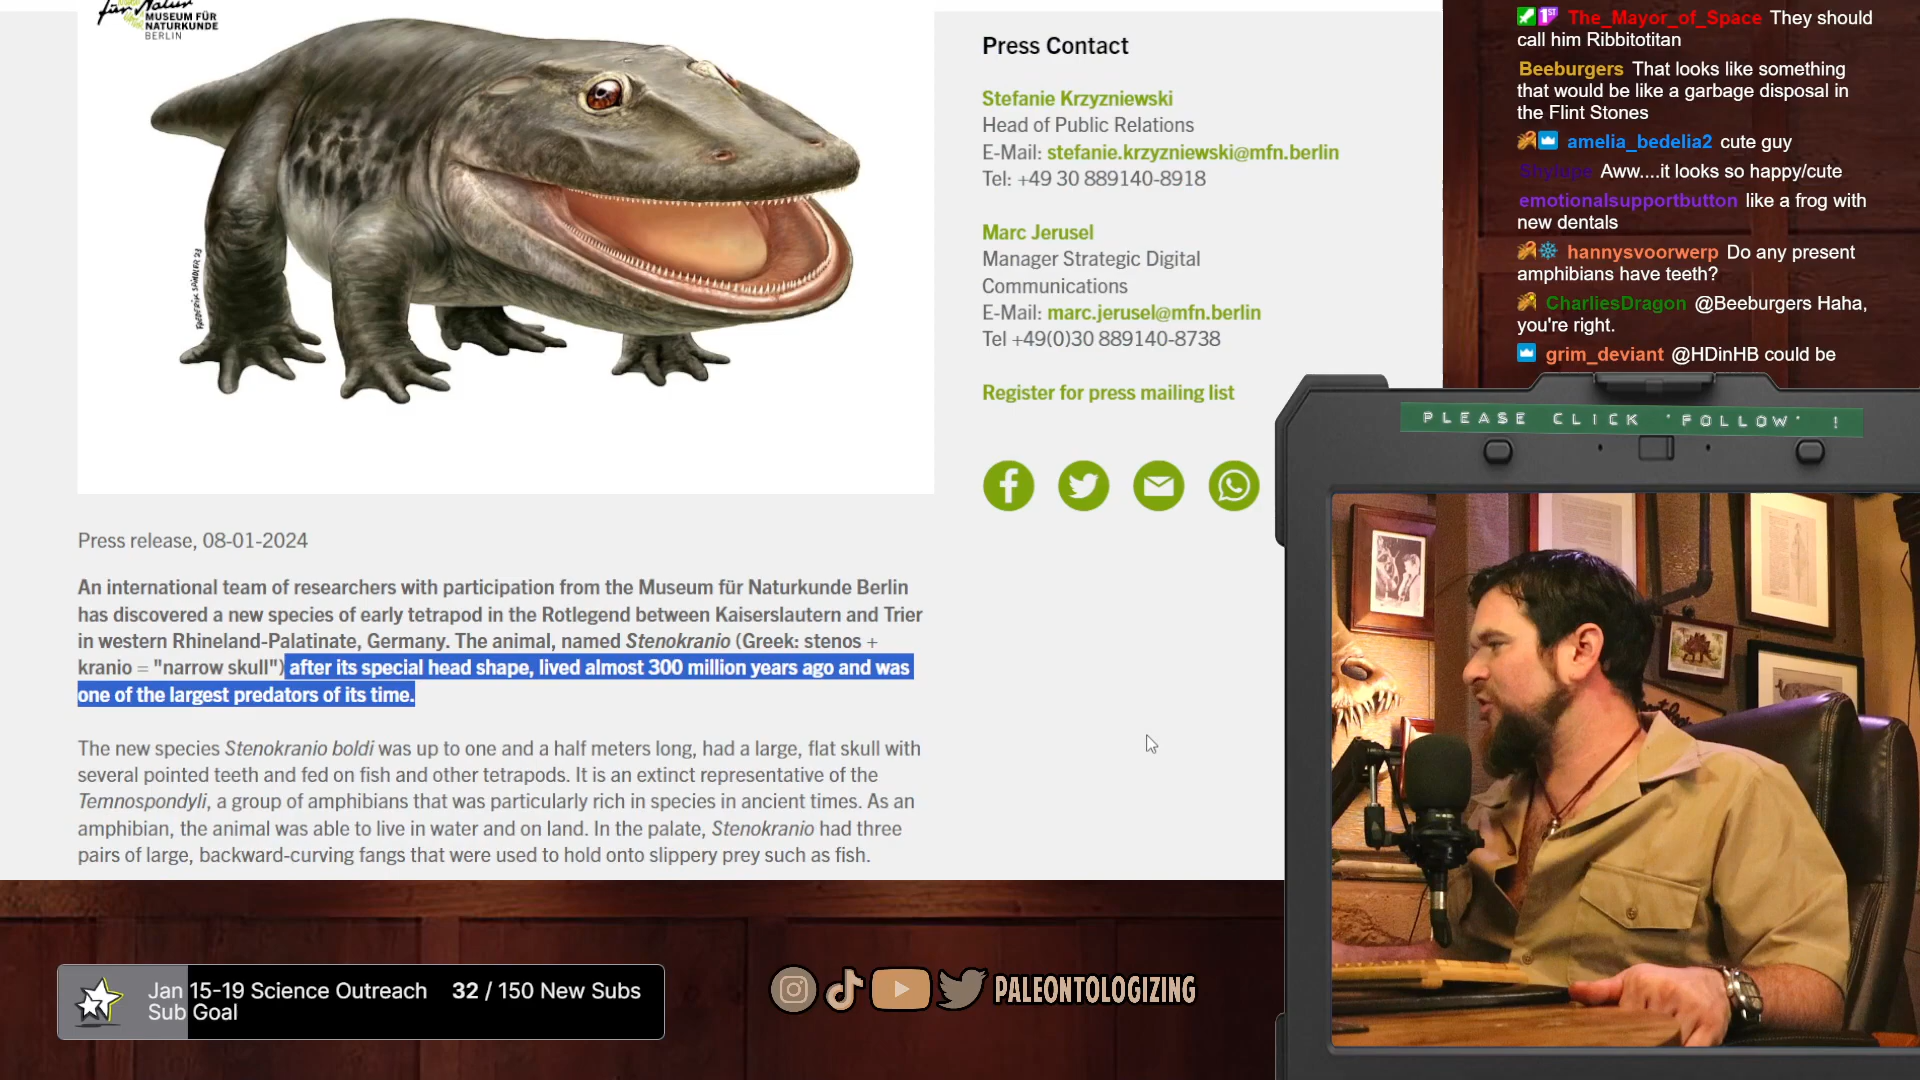 für Natur
MUSEUM FÜR
NATURKUNDE
BERLIN
FREDERIK SPINDLER 23
Press release, 08-01-2024
An international team of researchers with participation from the Museum für Naturkunde Berlin
has discovered a new species of early tetrapod in the Rotlegend between Kaiserslautern and Trier
in western Rhineland-Palatinate, Germany. The animal, named Stenokranio (Greek: stenos +
kranio = "narrow skull") after its special head shape, lived almost 300 million years ago and was
one of the largest predators of its time.
The new species Stenokranio boldi was up to one and a half meters long, had a large, flat skull with
several pointed teeth and fed on fish and other tetrapods. It is an extinct representative of the
Temnospondyli, a group of amphibians that was particularly rich in species in ancient times. As an
amphibian, the animal was able to live in water and on land. In the palate, Stenokranio had three
pairs of large, backward-curving fangs that were used to hold onto slippery prey such as fish.
Press Contact
Stefanie Krzyzniewski
Head of Public Relations
E-Mail: stefanie.krzyzniewski@mfn.berlin
Tel: +49 30 889140-8918
Marc Jerusel
Manager Strategic Digital
Communications
E-Mail: marc.jerusel@mfn.berlin
Tel +49(0)30 889140-8738
Register for press mailing list
1ST The_Mayor_of_Space They should
call him Ribbitotitan
Beeburgers That looks like something
that would be like a garbage disposal in
the Flint Stones
amelia_bedelia2 cute guy
Shylupe Aww....it looks so happy/cute
emotionalsupportbutton like a frog with
new dentals
hannysvoorwerp Do any present
amphibians have teeth?
CharliesDragon @Beeburgers Haha,
you're right.
grim_deviant @HDinHB could be
PLEASE CLICK 'FOLLOW' !
Jan 15-19 Science Outreach 32 / 150 New Subs
Sub Goal
PALEONTOLOGIZING